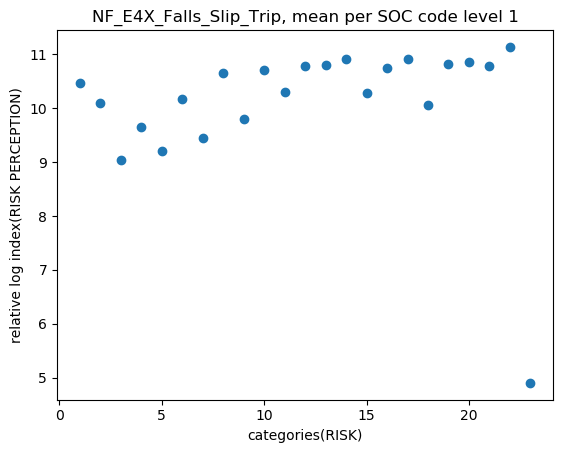 NF_E4X_Falls_Slip_Trip, mean per SOC code level 1
relative log index(RISK PERCEPTION)
11
10
9
8
7
6
5
0 5 10 15 20
categories(RISK)